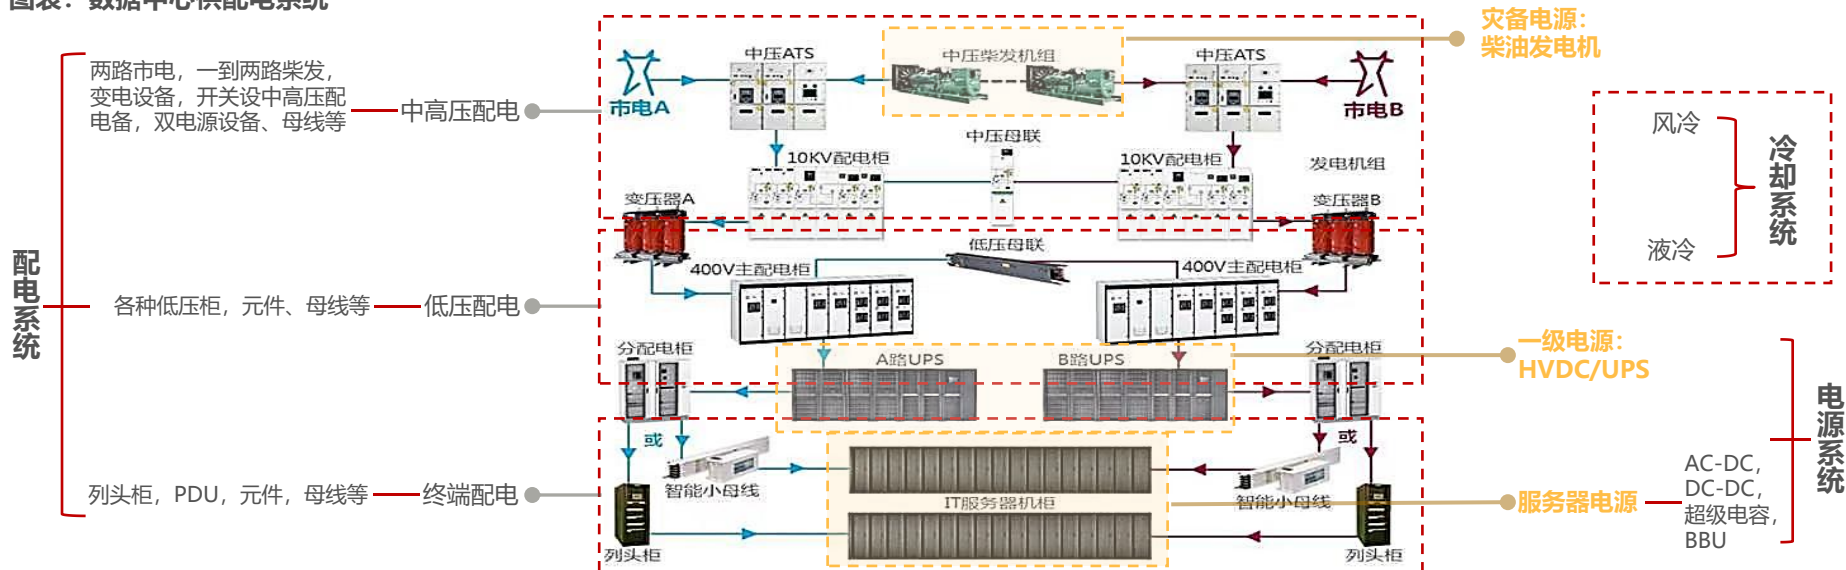 图表：数据中心供配电系统
配电系统
两路市电，一到两路柴发，
变电设备，开关设中高压配
电备，双电源设备、母线等
中高压配电
各种低压柜，元件、母线等
低压配电
列头柜，PDU，元件，母线等
终端配电
中压ATS
中压柴发机组
中压ATS
市电A
市电B
中压母联
10KV配电柜
10KV配电柜
发电机组
变压器A
变压器B
低压母联
400V主配电柜
400V主配电柜
分配电柜
A路UPS
B路UPS
分配电柜
或
或
智能小母线
IT服务器机柜
智能小母线
列头柜
列头柜
灾备电源：
柴油发电机
风冷
液冷
冷却系统
一级电源：
HVDC/UPS
服务器电源
AC-DC，
DC-DC，
超级电容，
BBU
电源系统